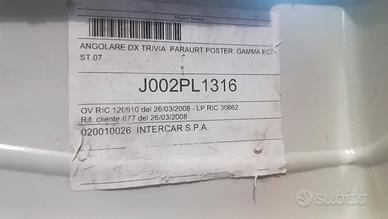 ANGOLARE DX TRIVIA PARAURT.POSTER. GAMMA ECO
ST.07
J002PL1316
OV RIC 120910 del 26/03/2008 - LP RIC 30862
Rif. cliente 677 del 26/03/2008
020010026 INTERCAR S.P.A.
subito